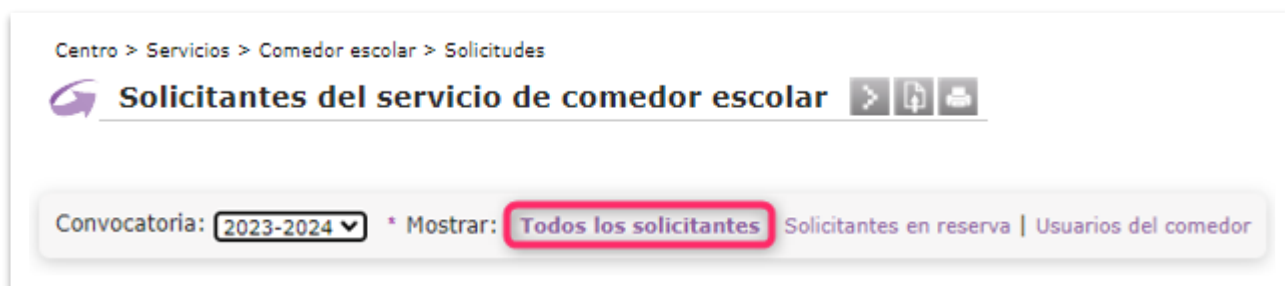 Centro > Servicios > Comedor escolar > Solicitudes
Solicitantes del servicio de comedor escolar
Convocatoria: 2023-2024 * Mostrar: Todos los solicitantes Solicitantes en reserva | Usuarios del comedor